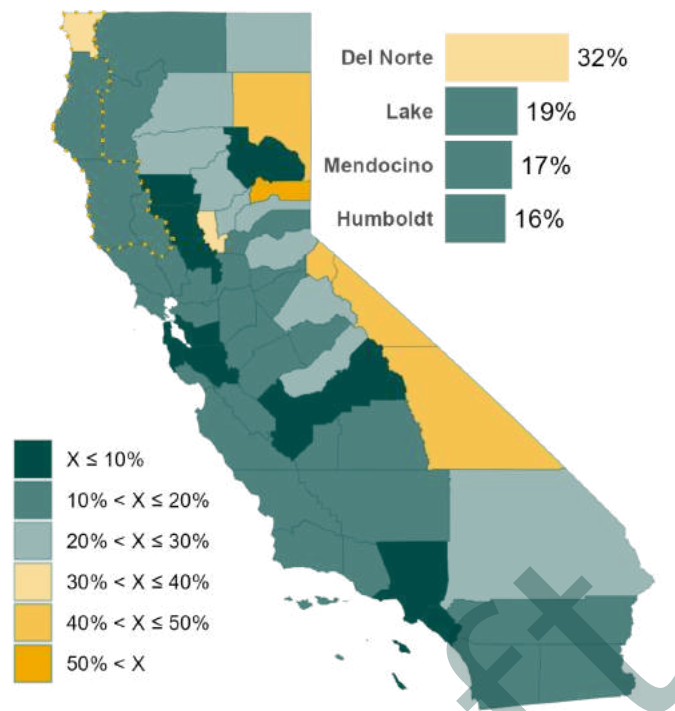 Del Norte 32%
Lake 19%
Mendocino 17%
Humboldt 16%
X ≤ 10%
10% < X ≤ 20%
20% < X ≤ 30%
30% < X ≤ 40%
40% < X ≤ 50%
50% < X
ft